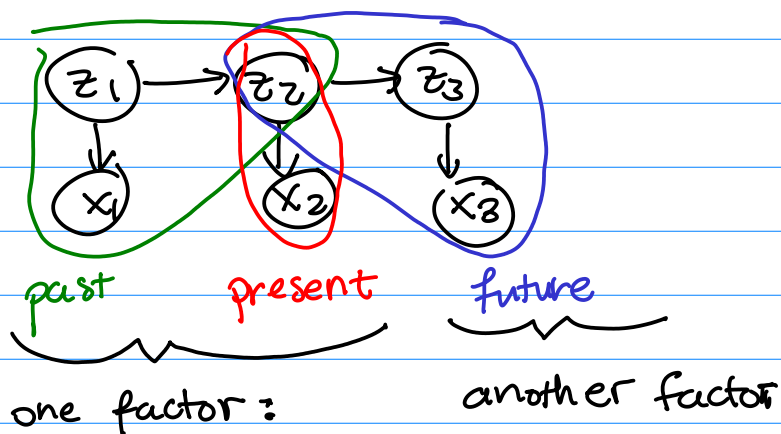 z1 z2 z3
x1 x2 x3
past present future
one factor: another factor